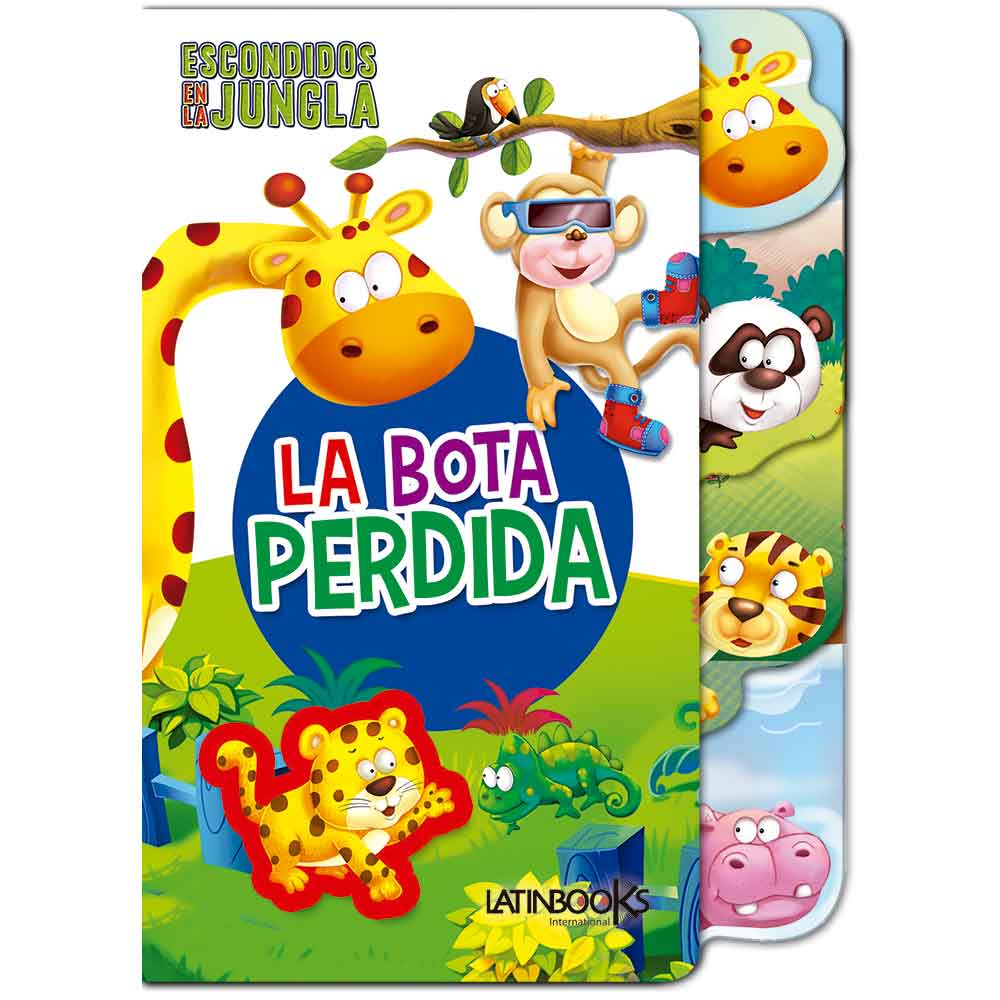 ESCONDIDOS
EN LA JUNGLA
LA BOTA
PERDIDA
LATINBOOKS
International